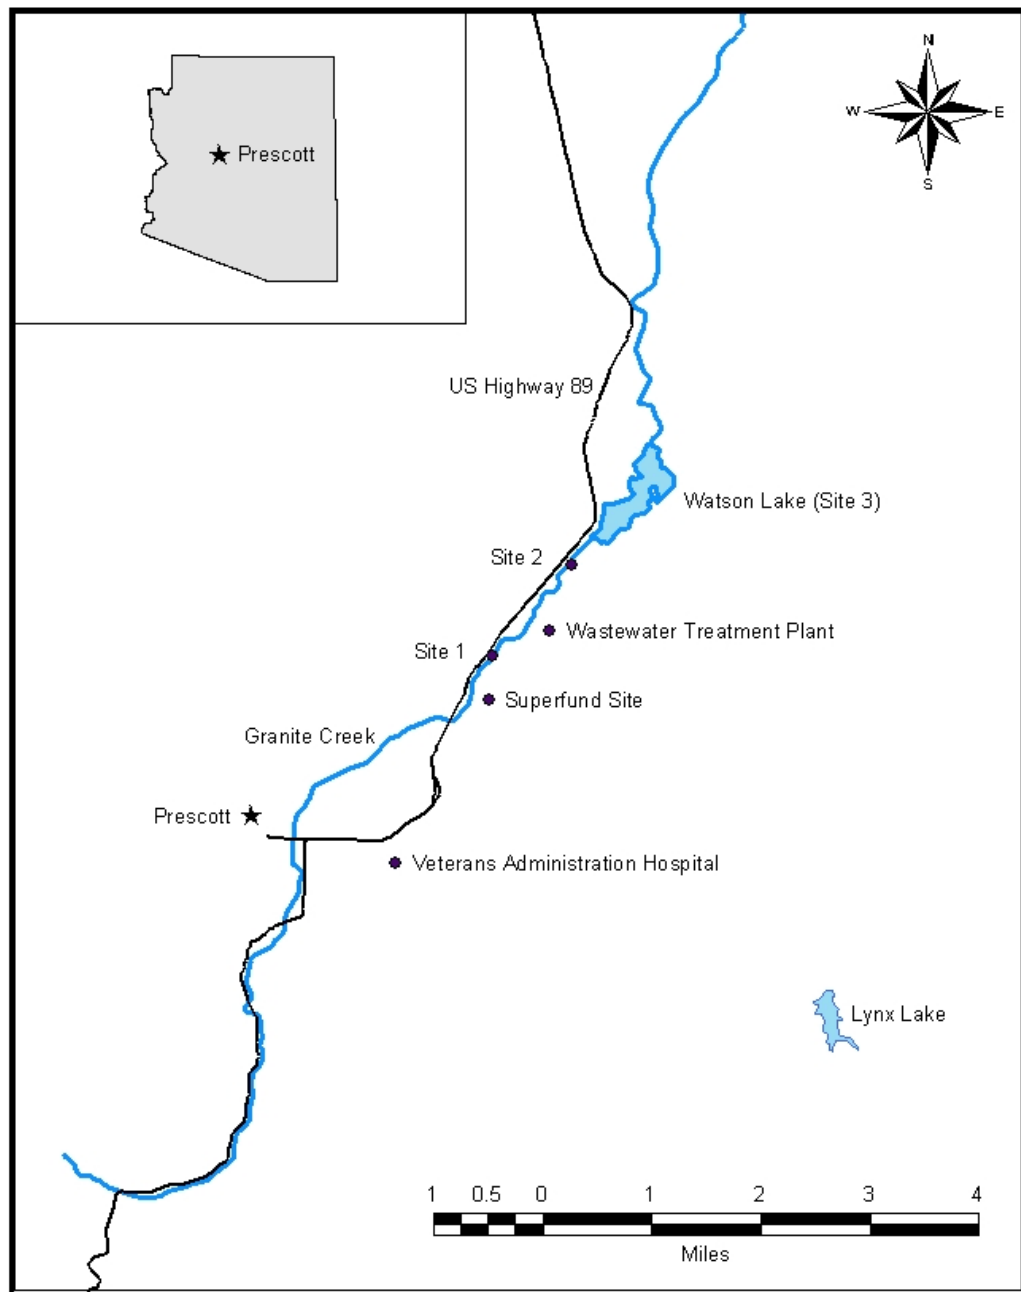 Prescott
N
W E
S
US Highway 89
Watson Lake (Site 3)
Site 2
Wastewater Treatment Plant
Site 1
Superfund Site
Granite Creek
Prescott
Veterans Administration Hospital
Lynx Lake
1 0.5 0 1 2 3 4
Miles